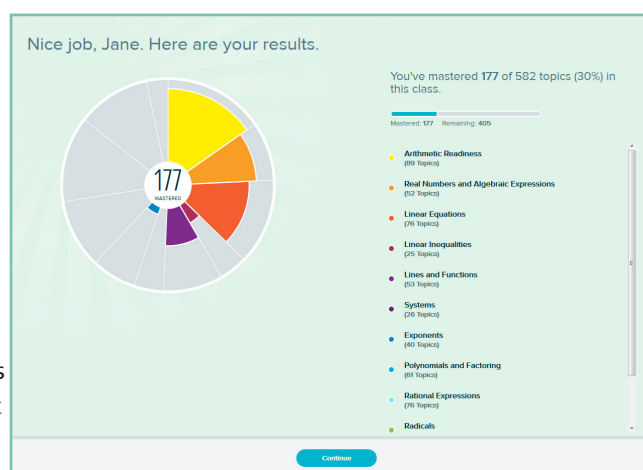 Nice job, Jane. Here are your results.
177
MASTERED
You've mastered 177 of 582 topics (30%) in
this class.
Mastered: 177 Remaining: 405
Arithmetic Readiness
(89 Topics)
Real Numbers and Algebraic Expressions
(52 Topics)
Linear Equations
(76 Topics)
Linear Inequalities
(25 Topics)
Lines and Functions
(53 Topics)
Systems
(26 Topics)
Exponents
(40 Topics)
Polynomials and Factoring
(61 Topics)
Rational Expressions
(76 Topics)
Radicals
Continue